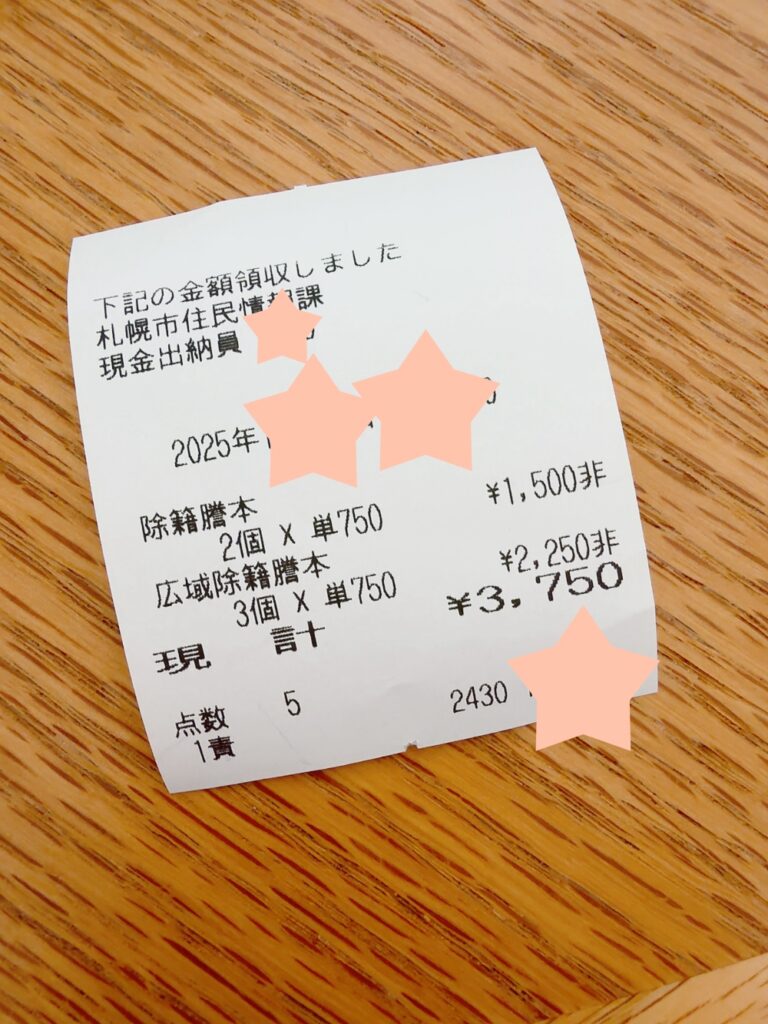 下記の金額領収しました
札幌市住民情報課
現金出納員
2025年
除籍謄本
2個 X 単750 ¥1,500非
広域除籍謄本
3個 X 単750 ¥2,250非
現 計 ¥3,750
点数 5 2430
1責